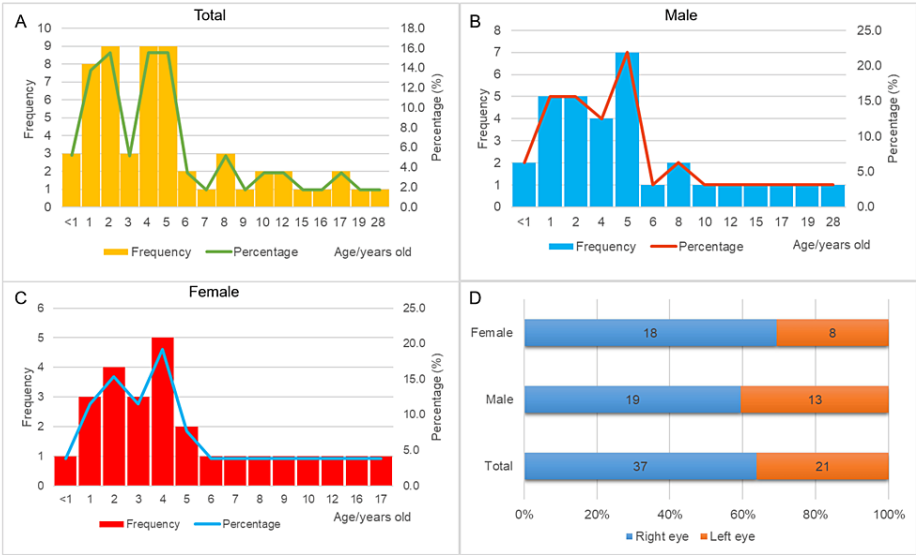 A
Total
10
9
8
7
6
5
4
3
2
1
0
Frequency
18.0
16.0
14.0
12.0
10.0
8.0
6.0
4.0
2.0
0.0
Percentage (%)
<1 1 2 3 4 5 6 7 8 9 10 12 15 16 17 19 28
Frequency Percentage Age/years old
B
Male
8
7
6
5
4
3
2
1
0
Frequency
25.0
20.0
15.0
10.0
5.0
0.0
Percentage (%)
<1 1 2 4 5 6 8 10 12 15 17 19 28
Frequency Percentage Age/years old
C
Female
6
5
4
3
2
1
0
Frequency
25.0
20.0
15.0
10.0
5.0
0.0
Percentage (%)
<1 1 2 3 4 5 6 7 8 9 10 12 16 17
Frequency Percentage Age/years old
D
Female 18 8
Male 19 13
Total 37 21
0% 20% 40% 60% 80% 100%
Right eye Left eye